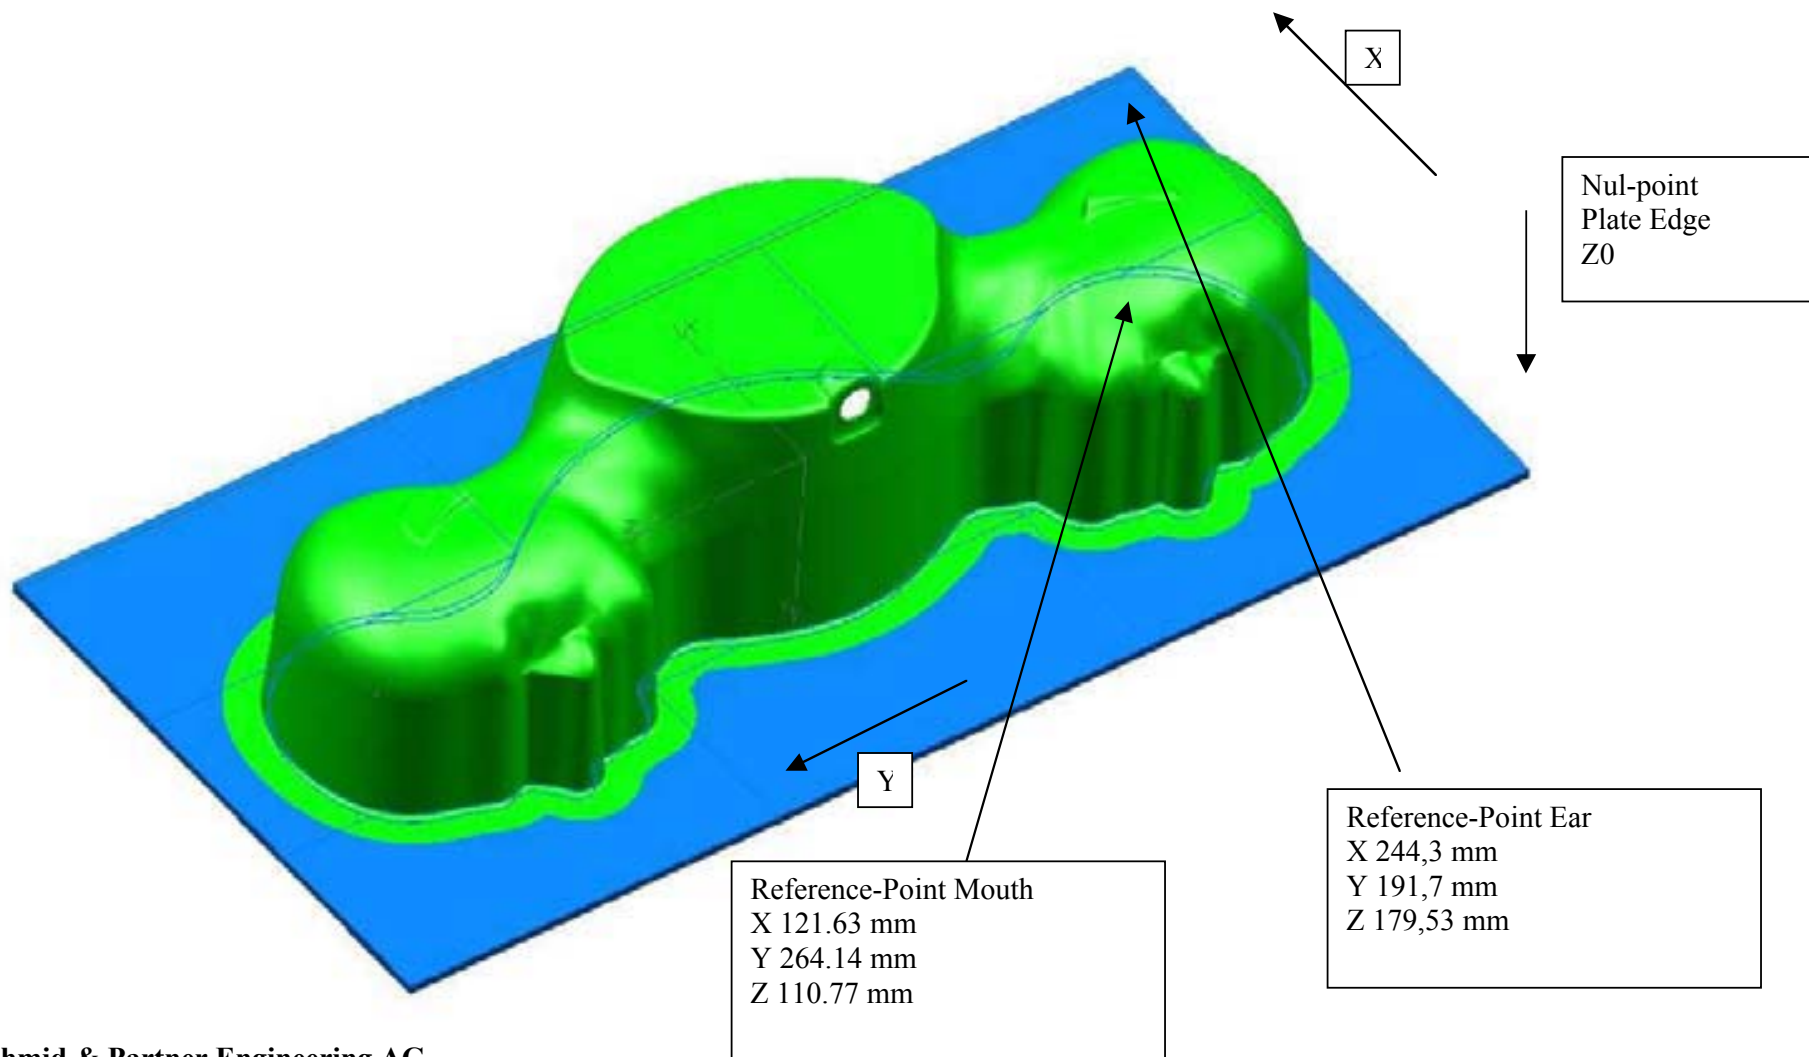 X
Nul-point
Plate Edge
Z0
Y
Reference-Point Mouth
X 121.63 mm
Y 264.14 mm
Z 110.77 mm
Reference-Point Ear
X 244,3 mm
Y 191,7 mm
Z 179,53 mm
& Partner Engineering AG